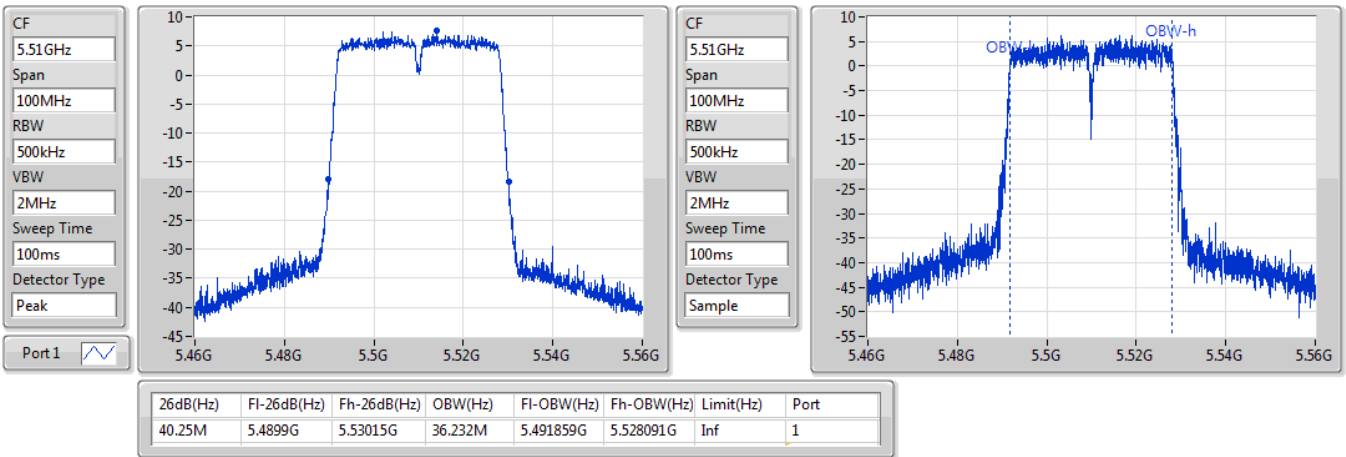 CF
5.51GHz
Span
100MHz
RBW
500kHz
VBW
2MHz
Sweep Time
100ms
Detector Type
Peak
Port 1
10
5
0
-5
-10
-15
-20
-25
-30
-35
-40
-45
5.46G 5.48G 5.5G 5.52G 5.54G 5.56G
CF
5.51GHz
Span
100MHz
RBW
500kHz
VBW
2MHz
Sweep Time
100ms
Detector Type
Sample
10
5
0
-5
-10
-15
-20
-25
-30
-35
-40
-45
-50
-55
OBW-h
5.46G 5.48G 5.5G 5.52G 5.54G 5.56G
26dB(Hz) Fl-26dB(Hz) Fh-26dB(Hz) OBW(Hz) Fl-OBW(Hz) Fh-OBW(Hz) Limit(Hz) Port
40.25M 5.4899G 5.53015G 36.232M 5.491859G 5.528091G Inf 1